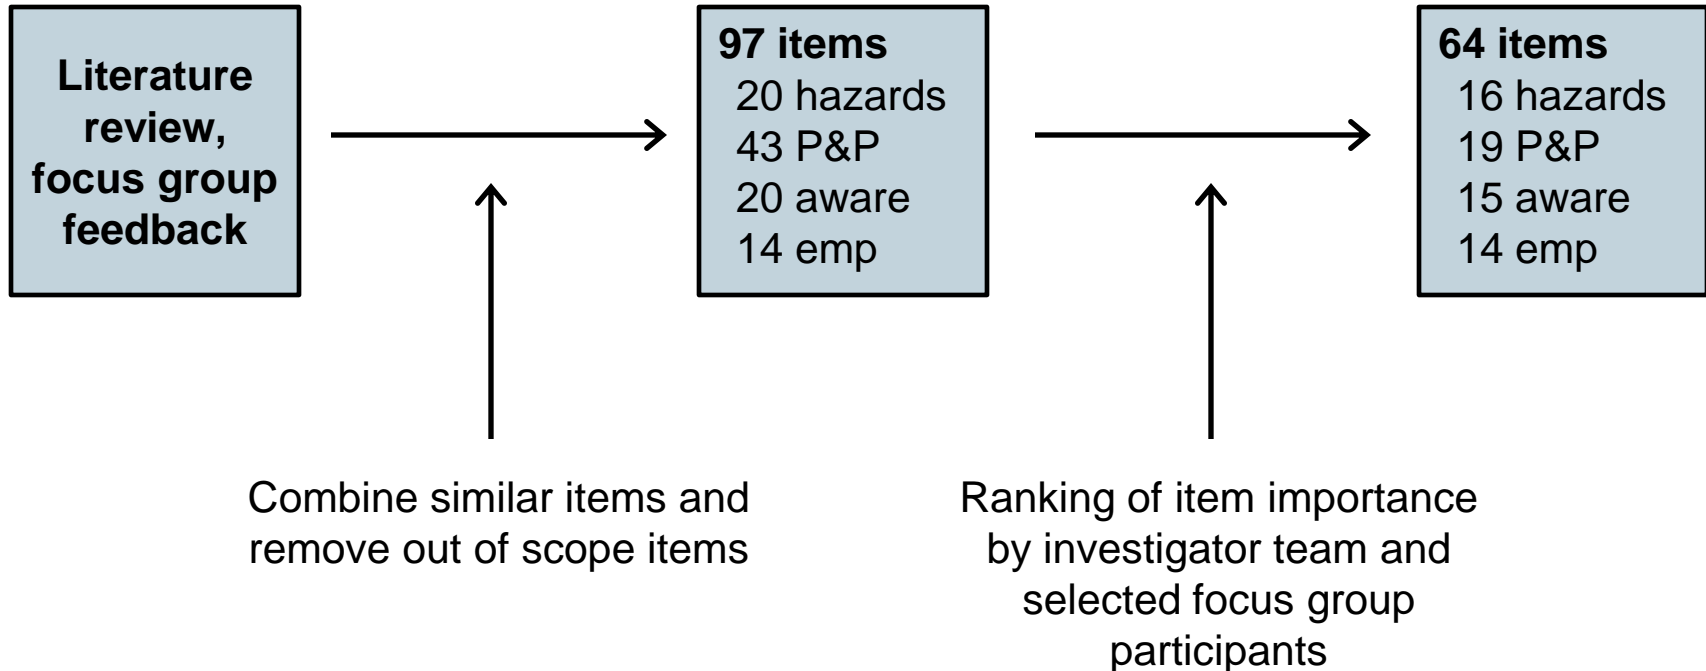 Literature
review,
focus group
feedback
97 items
20 hazards
43 P&P
20 aware
14 emp
64 items
16 hazards
19 P&P
15 aware
14 emp
Combine similar items and
remove out of scope items
Ranking of item importance
by investigator team and
selected focus group
participants